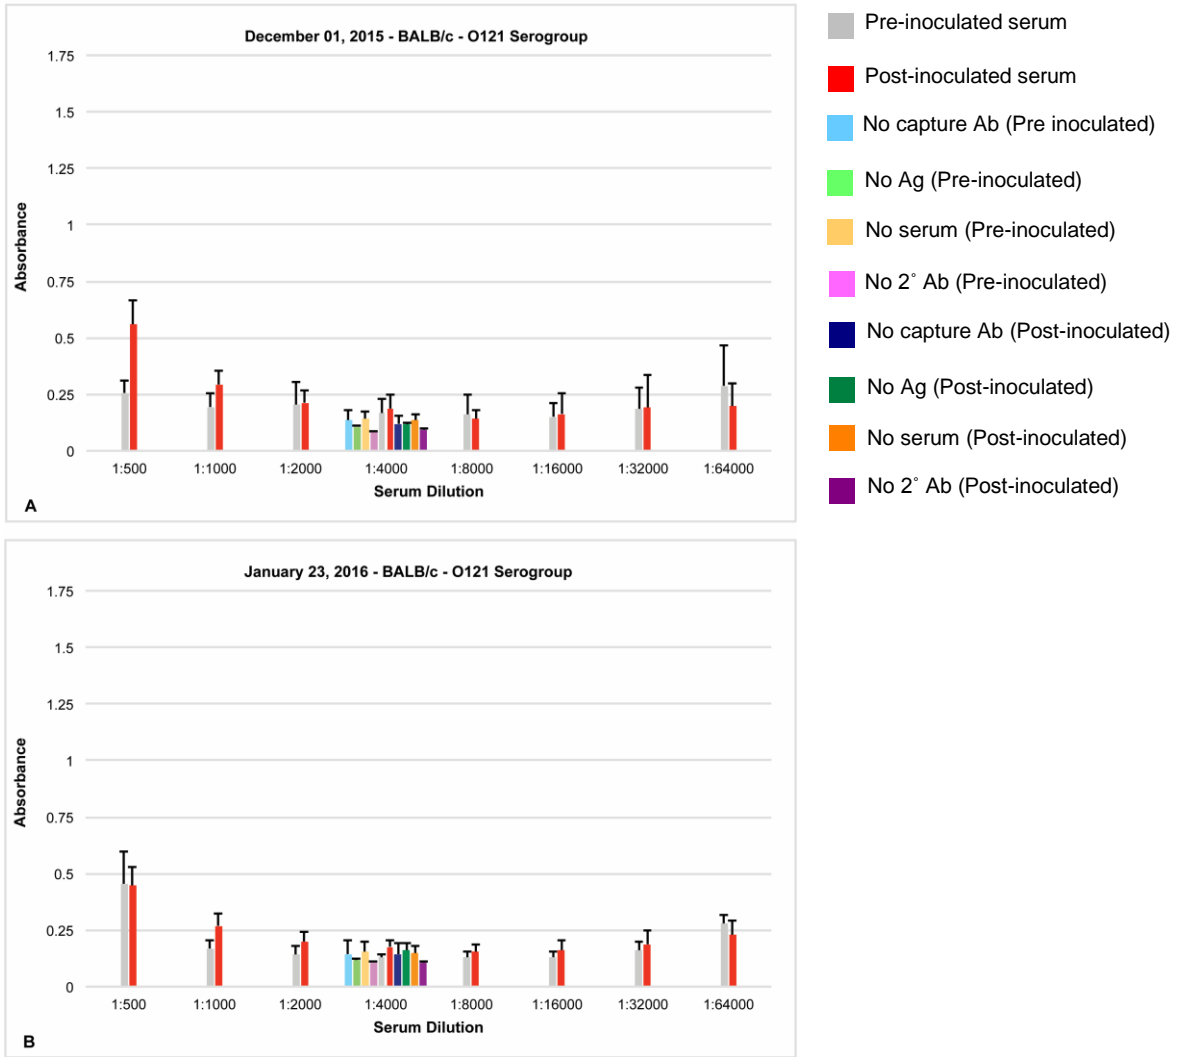 December 01, 2015 - BALB/c - O121 Serogroup
1.75
1.5
1.25
1
0.75
0.5
0.25
0
Absorbance
1:500
1::1000
1:2000
1:4000
1:8000
1:16000
1:32000
1:64000
Serum Dilution
A
Pre-inoculated serum
Post-inoculated serum
No capture Ab (Pre inoculated)
No Ag (Pre-inoculated)
No serum (Pre-inoculated)
No 2˚ Ab (Pre-inoculated)
No capture Ab (Post-inoculated)
No Ag (Post-inoculated)
No serum (Post-inoculated)
No 2˚ Ab (Post-inoculated)
January 23, 2016 - BALB/c - O121 Serogroup
1.75
1.5
1.25
1
0.75
0.5
0.25
0
Absorbance
1:500
1::1000
1:2000
1:4000
1:8000
1:16000
1:32000
1:64000
Serum Dilution
B